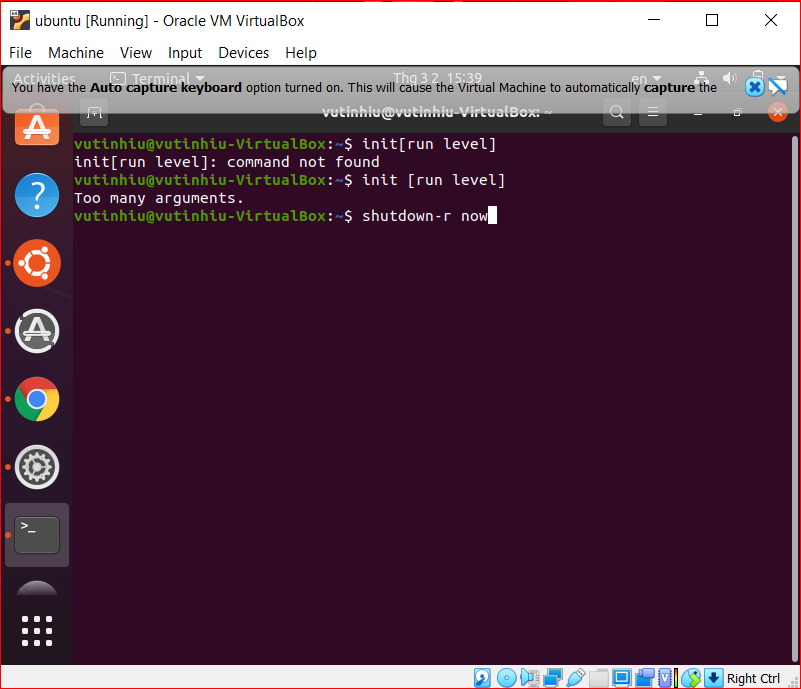 ubuntu [Running] - Oracle VM VirtualBox
File Machine View Input Devices Help
Activities Terminal Thg 3 2, 15:39 en
You have the Auto capture keyboard option turned on. This will cause the Virtual Machine to automatically capture the
vutinhiu@vutinhiu-VirtualBox: ~
vutinhiu@vutinhiu-VirtualBox:~$ init[run level]
init[run level]: command not found
vutinhiu@vutinhiu-VirtualBox:~$ init [run level]
Too many arguments.
vutinhiu@vutinhiu-VirtualBox:~$ shutdown-r now
>_
Right Ctrl